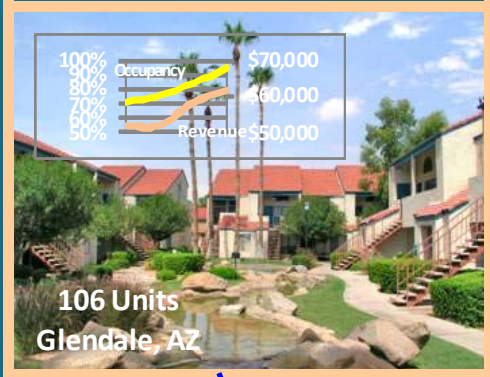 100%
90%
80%
70%
60%
50%
Occupancy
Revenue
$70,000
$60,000
$50,000
106 Units
Glendale, AZ